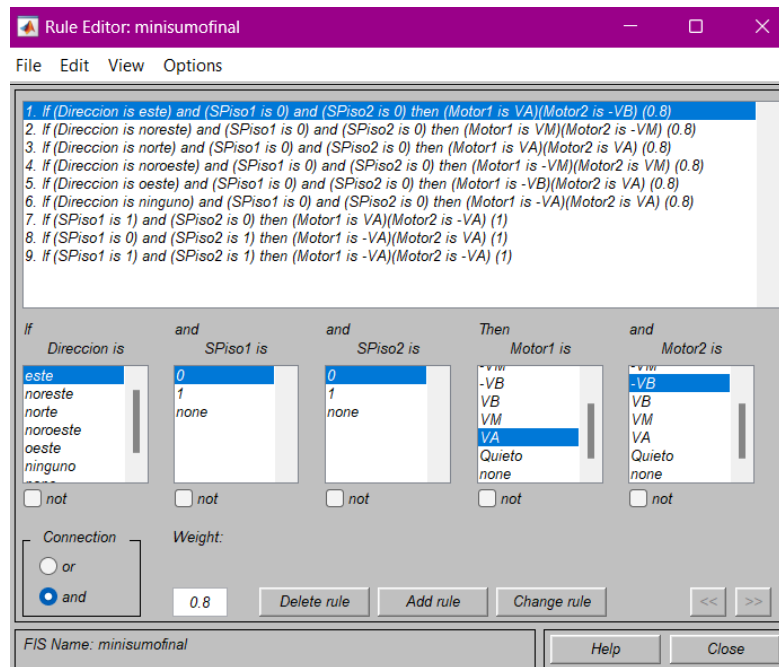 Rule Editor: minisumofinal
File Edit View Options
1. If (Direccion is este) and (SPiso1 is 0) and (SPiso2 is 0) then (Motor1 is VA)(Motor2 is -VB) (0.8)
2. If (Direccion is noreste) and (SPiso1 is 0) and (SPiso2 is 0) then (Motor1 is VM)(Motor2 is -VM) (0.8)
3. If (Direccion is norte) and (SPiso1 is 0) and (SPiso2 is 0) then (Motor1 is VA)(Motor2 is VA) (0.8)
4. If (Direccion is noroeste) and (SPiso1 is 0) and (SPiso2 is 0) then (Motor1 is -VM)(Motor2 is VM) (0.8)
5. If (Direccion is oeste) and (SPiso1 is 0) and (SPiso2 is 0) then (Motor1 is -VB)(Motor2 is VA) (0.8)
6. If (Direccion is ninguno) and (SPiso1 is 0) and (SPiso2 is 0) then (Motor1 is -VA)(Motor2 is VA) (0.8)
7. If (SPiso1 is 1) and (SPiso2 is 0) then (Motor1 is VA)(Motor2 is -VA) (1)
8. If (SPiso1 is 0) and (SPiso2 is 1) then (Motor1 is -VA)(Motor2 is VA) (1)
9. If (SPiso1 is 1) and (SPiso2 is 1) then (Motor1 is -VA)(Motor2 is -VA) (1)
If and and Then and
Direccion is SPiso1 is SPiso2 is Motor1 is Motor2 is
este
noreste
norte
noroeste
oeste
ninguno
0
1
none
0
1
none
-VM
-VB
VB
VM
VA
Quieto
none
-VB
VB
VM
VA
Quieto
none
not not not not not
Connection
or
and
Weight:
0.8
Delete rule Add rule Change rule << >>
FIS Name: minisumofinal
Help Close